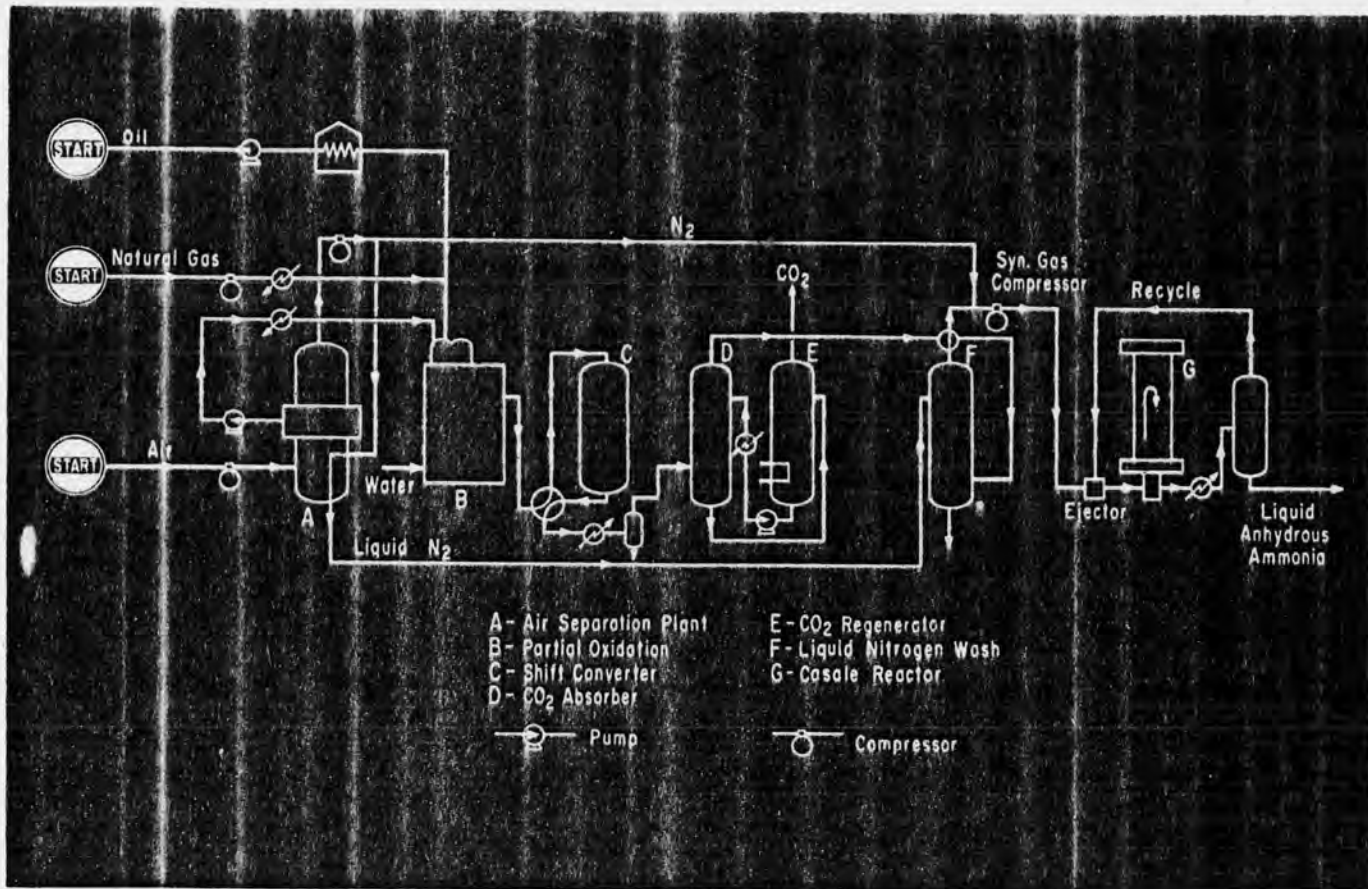 START
Oil
START
Natural Gas
START
Air
N₂
CO₂
Syn. Gas
Compressor
Recycle
A
B
C
D
E
F
G
Water
Liquid N₂
Ejector
Liquid
Anhydrous
Ammonia
A - Air Separation Plant
B - Partial Oxidation
C - Shift Converter
D - CO₂ Absorber
E - CO₂ Regenerator
F - Liquid Nitrogen Wash
G - Casale Reactor
Pump
Compressor